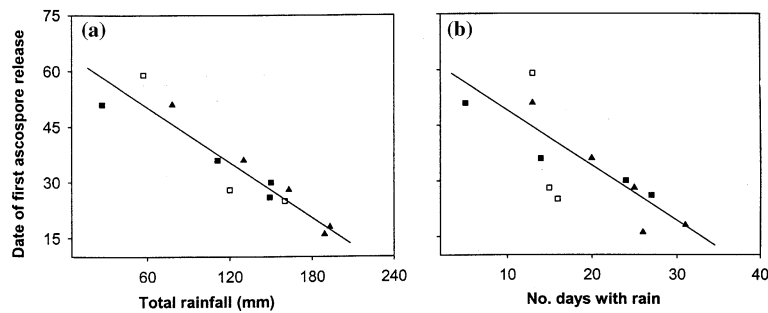 (a)
(b)
Date of first ascospore release
75
60
45
30
15
60
120
180
240
Total rainfall (mm)
10
20
30
40
No. days with rain